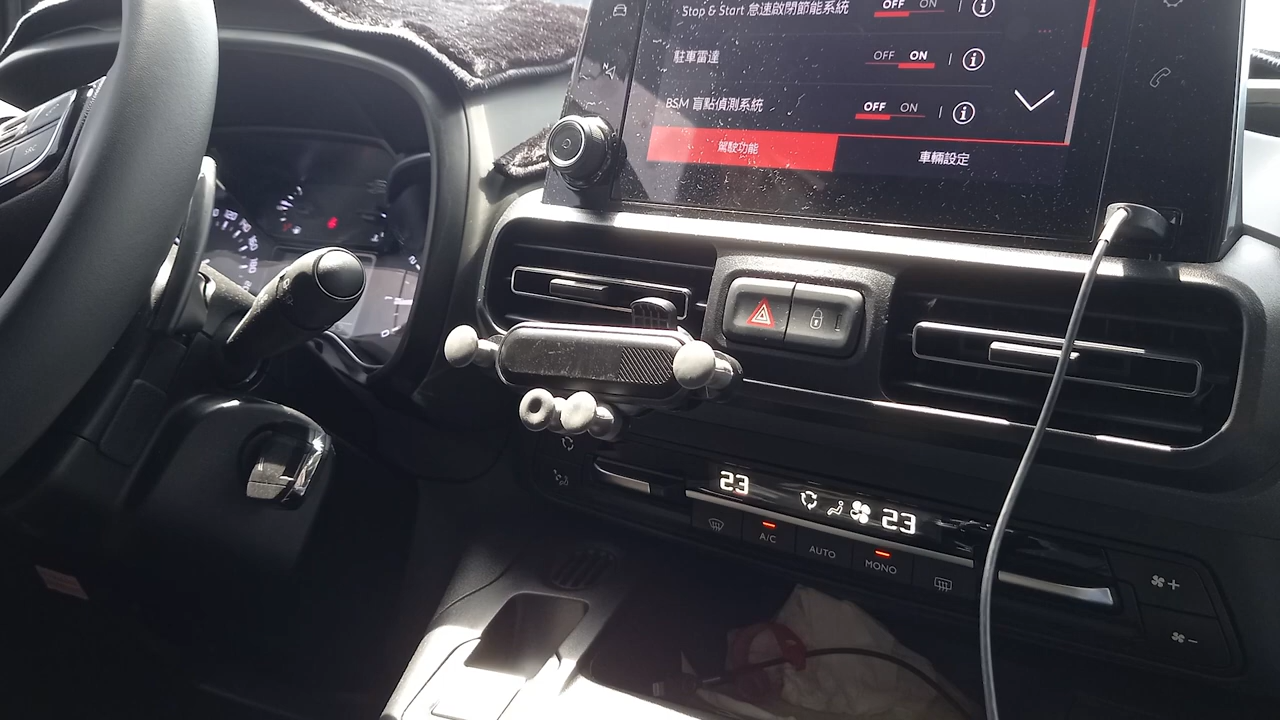 Stop & Start 怠速啟閉節能系統 OFF ON
駐車雷達 OFF ON
BSM 盲點偵測系統 OFF ON
駕駛功能 車輛設定
SRC
23 23
A/C AUTO MONO